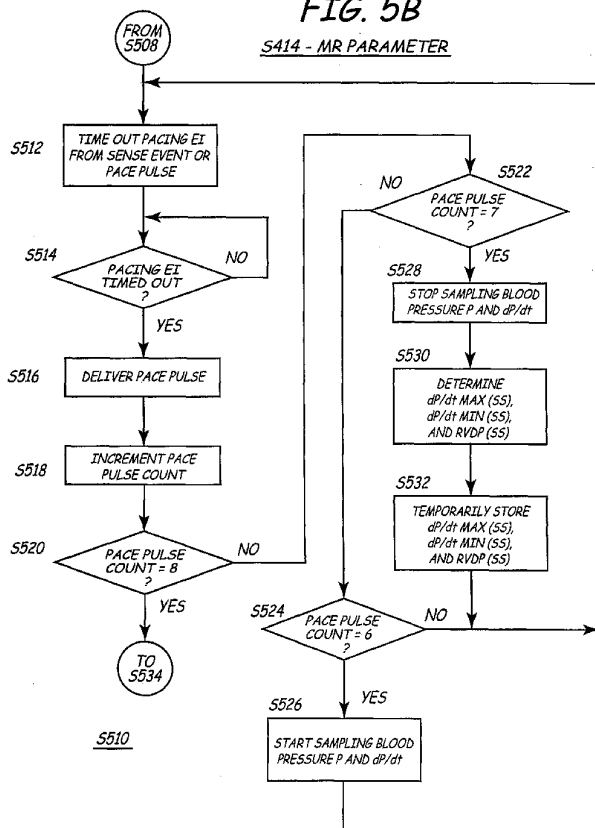 FIG. 5B
S414 - MR PARAMETER
FROM
S508
S512
TIME OUT PACING EI
FROM SENSE EVENT OR
PACE PULSE
S514
PACING EI
TIMED OUT
?
NO
YES
S516
DELIVER PACE PULSE
S518
INCREMENT PACE
PULSE COUNT
S520
PACE PULSE
COUNT = 8
?
NO
YES
TO
S534
S510
S522
PACE PULSE
COUNT = 7
?
NO
YES
S528
STOP SAMPLING BLOOD
PRESSURE P AND dP/dt
S530
DETERMINE
dP/dt MAX (SS),
dP/dt MIN (SS),
AND RVDP (SS)
S532
TEMPORARILY STORE
dP/dt MAX (SS),
dP/dt MIN (SS),
AND RVDP (SS)
S524
PACE PULSE
COUNT = 6
?
NO
YES
S526
START SAMPLING BLOOD
PRESSURE P AND dP/dt